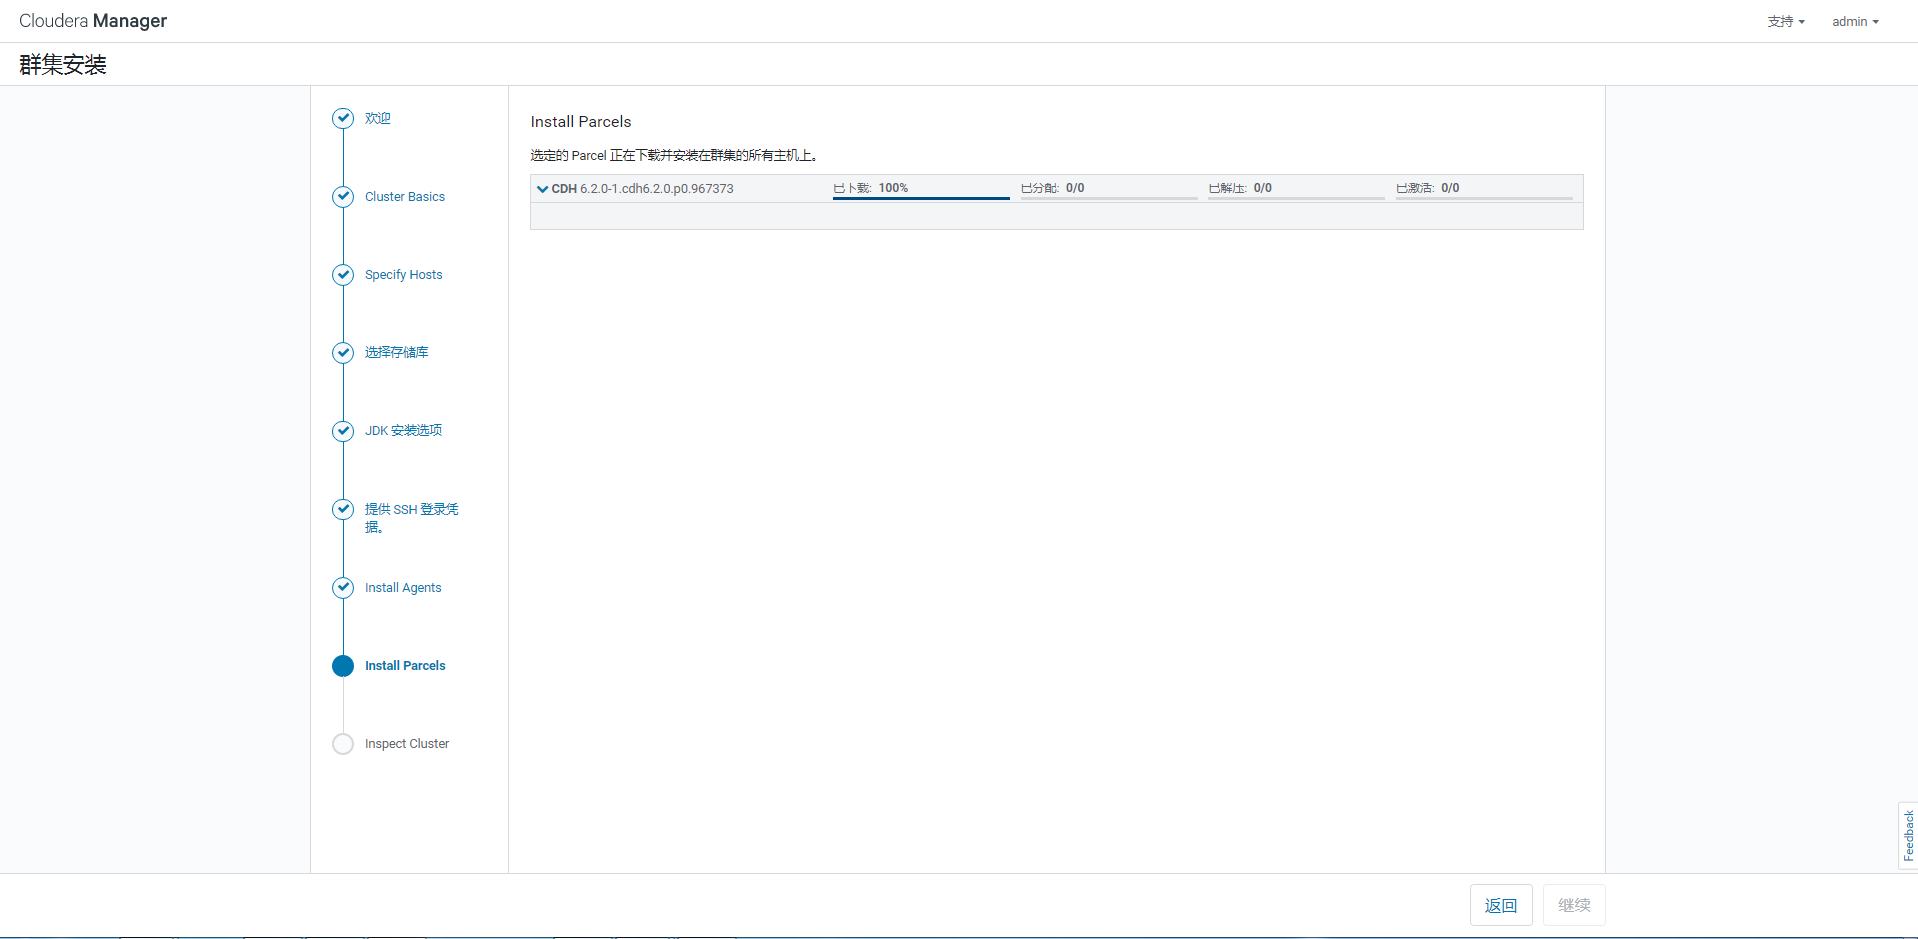 Cloudera Manager
支持
admin
群集安装
欢迎
Cluster Basics
Specify Hosts
选择存储库
JDK 安装选项
提供 SSH 登录凭
据。
Install Agents
Install Parcels
Inspect Cluster
Install Parcels
选定的 Parcel 正在下载并安装在群集的所有主机上。
CDH 6.2.0-1.cdh6.2.0.p0.967373 已下载: 100% 已分配: 0/0 已解压: 0/0 已激活: 0/0
Feedback
返回
继续